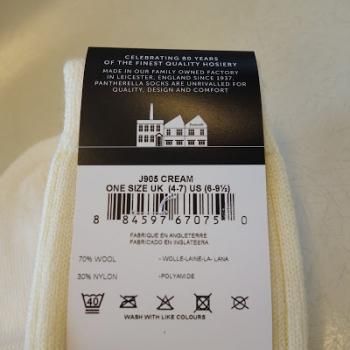 CELEBRATING 80 YEARS
OF THE FINEST QUALITY HOSIERY
MADE IN OUR FAMILY OWNED FACTORY
IN LEICESTER, ENGLAND SINCE 1937
PANTHERELLA SOCKS ARE UNRIVALLED FOR
QUALITY, DESIGN AND COMFORT
J905 CREAM
ONE SIZE UK (4-7) US (6-9½)
8 84597 67075 0
FABRIQUE EN ANGLETERRE
FABRICADO EN INGLATEERA
70% WOOL - WOLLE-LAINE-LA- LANA
30% NYLON -POLYAMIDE
40
WASH WITH LIKE COLOURS